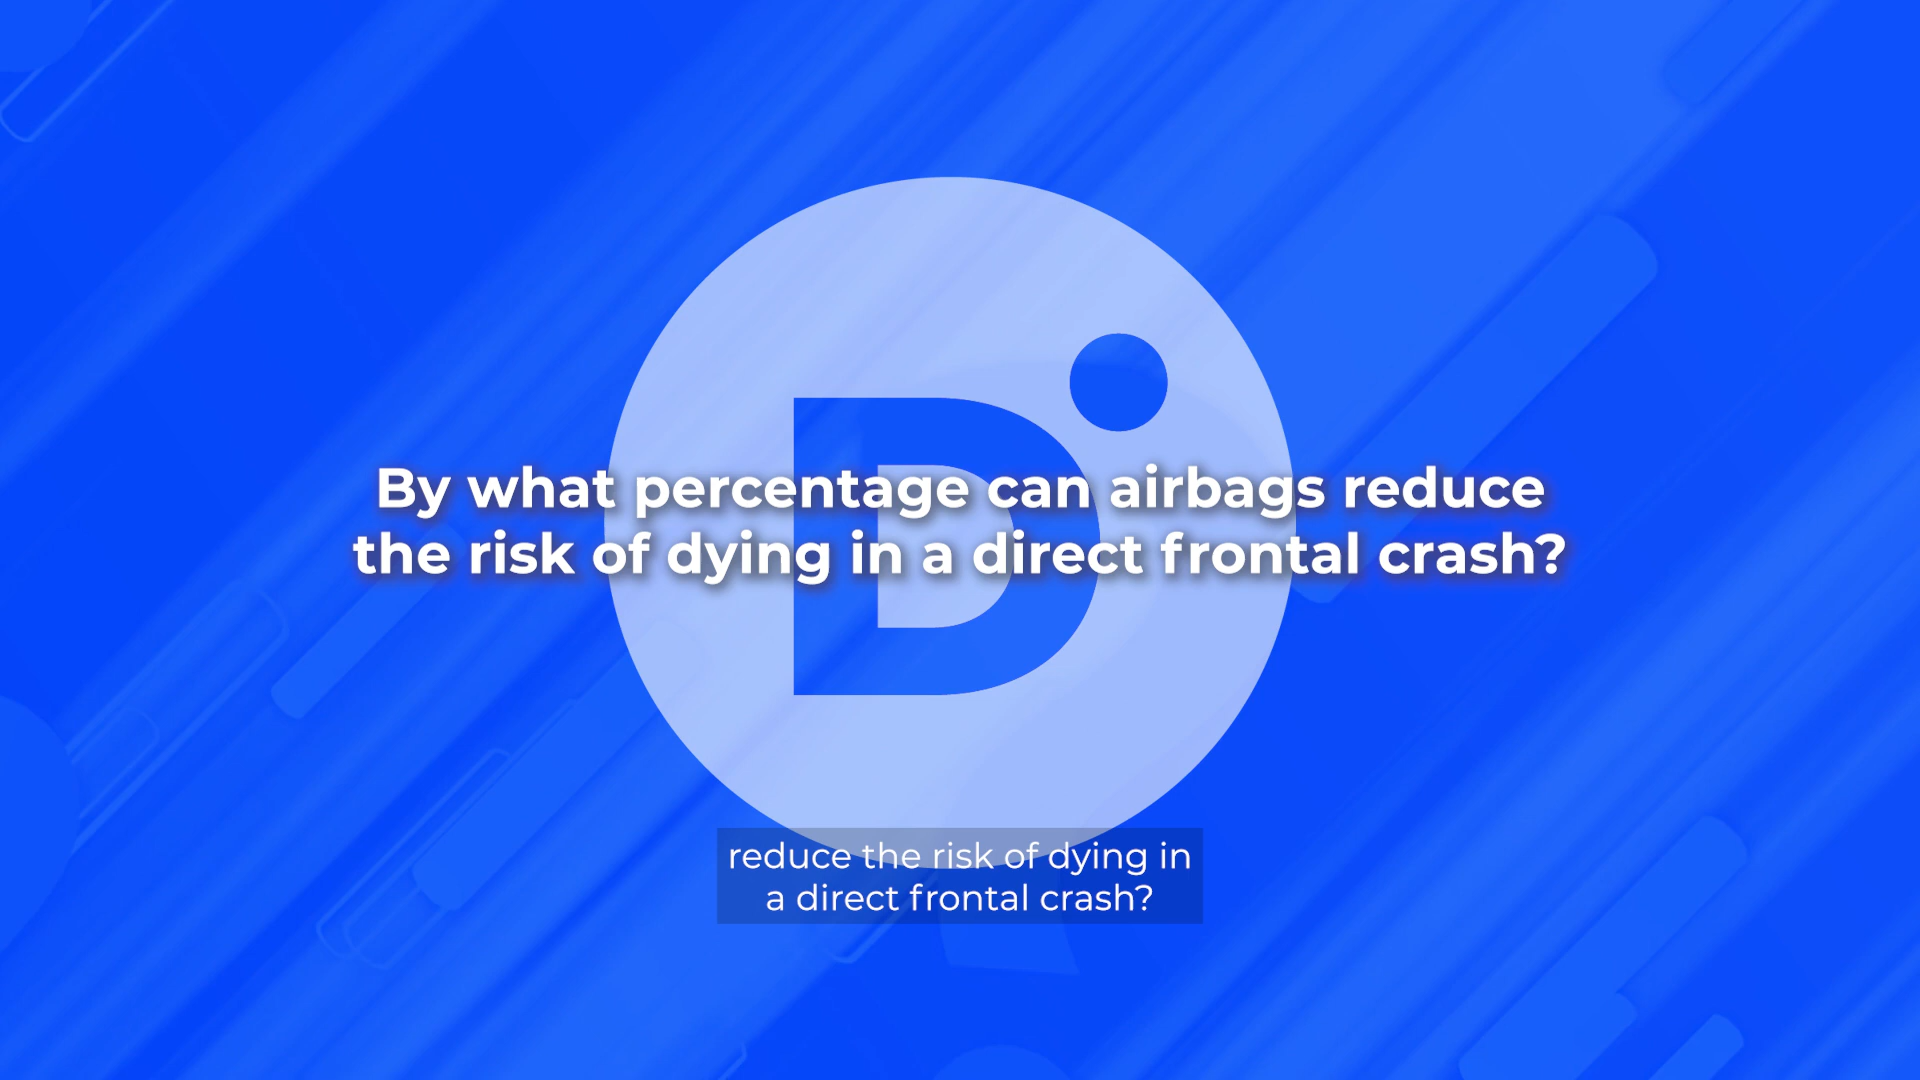 D
By what percentage can airbags reduce
the risk of dying in a direct frontal crash?
reduce the risk of dying in
a direct frontal crash?